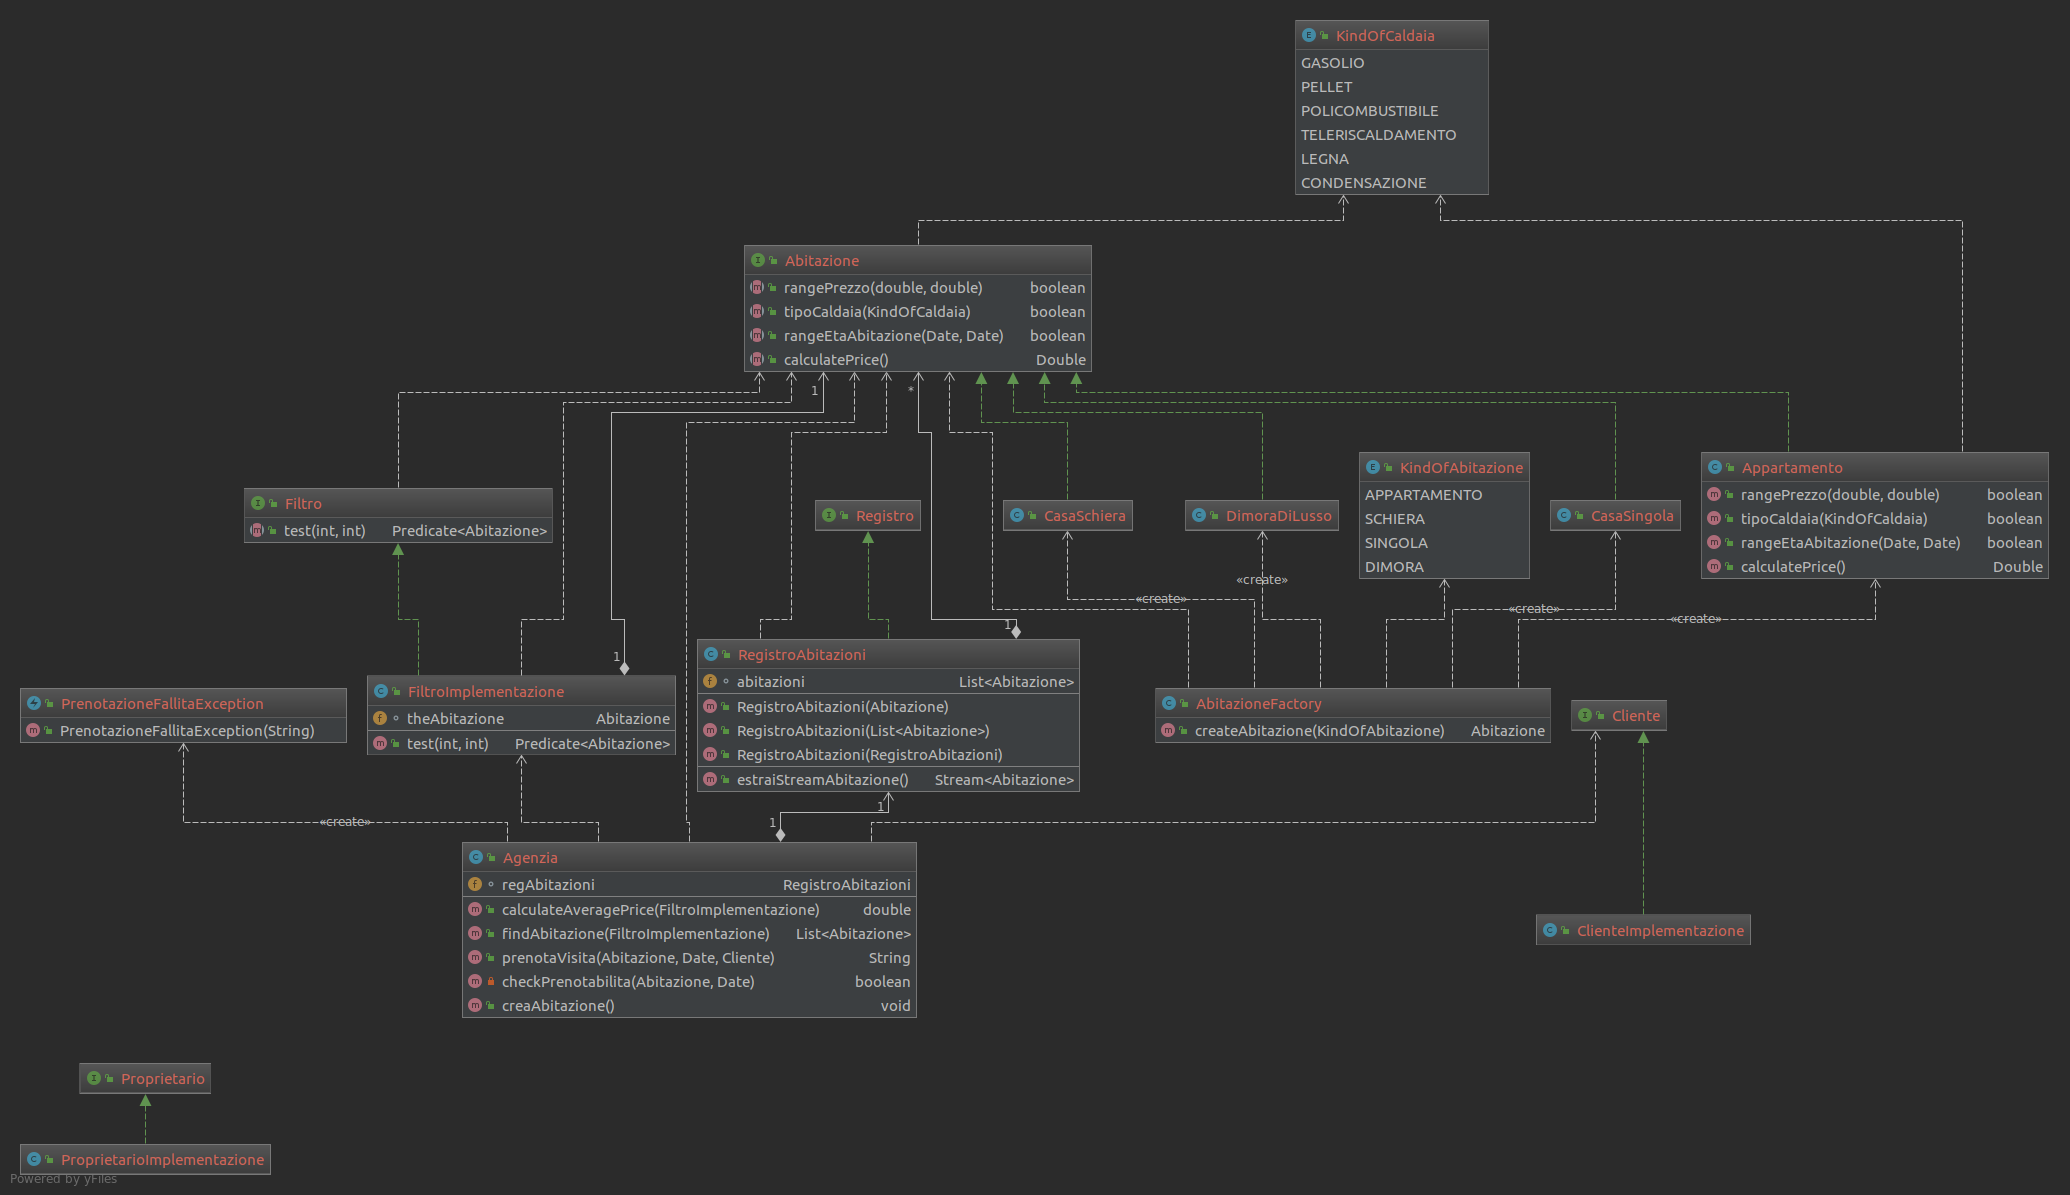 KindOfCaldaia
GASOLIO
PELLET
POLICOMBUSTIBILE
TELERISCALDAMENTO
LEGNA
CONDENSAZIONE
Abitazione
rangePrezzo(double, double) boolean
tipoCaldaia(KindOfCaldaia) boolean
rangeEtaAbitazione(Date, Date) boolean
calculatePrice() Double
1
*
Filtro
test(int, int) Predicate<Abitazione>
Registro
CasaSchiera
DimoraDiLusso
KindOfAbitazione
APPARTAMENTO
SCHIERA
SINGOLA
DIMORA
CasaSingola
Appartamento
rangePrezzo(double, double) boolean
tipoCaldaia(KindOfCaldaia) boolean
rangeEtaAbitazione(Date, Date) boolean
calculatePrice() Double
«create»
«create»
«create»
«create»
1
1
PrenotazioneFallitaException
PrenotazioneFallitaException(String)
FiltroImplementazione
theAbitazione Abitazione
test(int, int) Predicate<Abitazione>
RegistroAbitazioni
abitazioni List<Abitazione>
RegistroAbitazioni(Abitazione)
RegistroAbitazioni(List<Abitazione>)
RegistroAbitazioni(RegistroAbitazioni)
estraiStreamAbitazione() Stream<Abitazione>
AbitazioneFactory
createAbitazione(KindOfAbitazione) Abitazione
Cliente
«create»
1
1
Agenzia
regAbitazioni RegistroAbitazioni
calculateAveragePrice(FiltroImplementazione) double
findAbitazione(FiltroImplementazione) List<Abitazione>
prenotaVisita(Abitazione, Date, Cliente) String
checkPrenotabilita(Abitazione, Date) boolean
creaAbitazione() void
ClienteImplementazione
Proprietario
ProprietarioImplementazione
Powered by yFiles